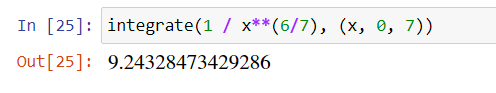 In [25]: integrate(1 / x**(6/7), (x, 0, 7))
Out[25]: 9.24328473429286